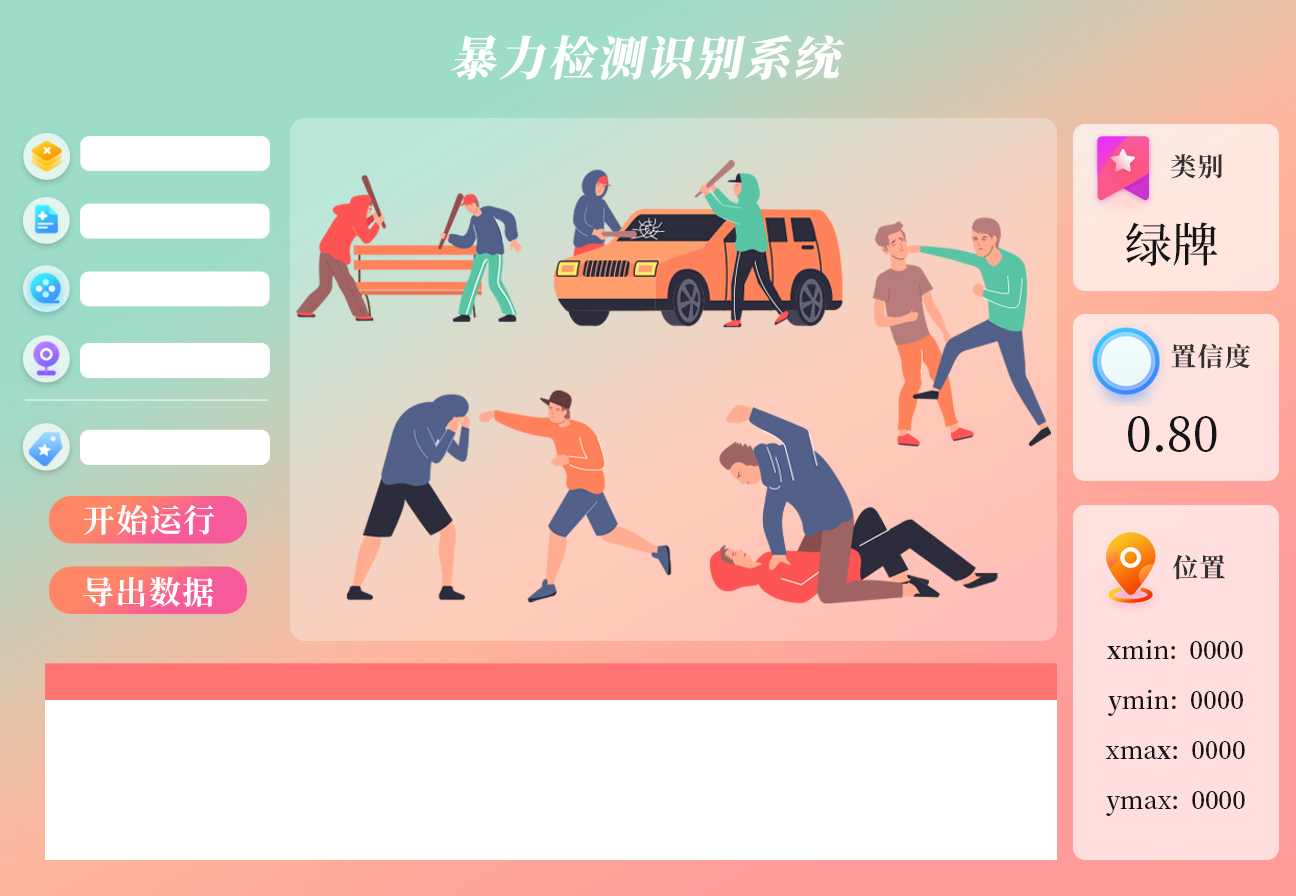 暴力检测识别系统
开始运行
导出数据
类别
绿牌
置信度
0.80
位置
xmin: 0000
ymin: 0000
xmax: 0000
ymax: 0000